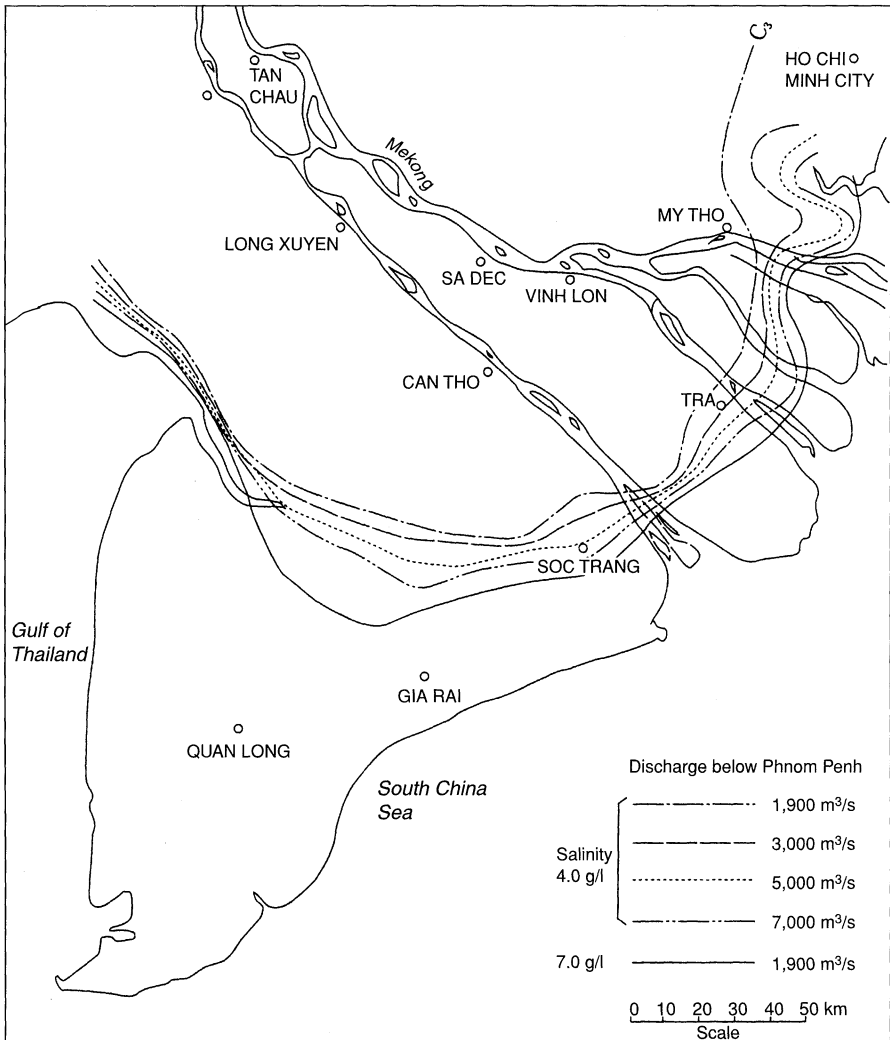 C₃
HO CHI
MINH CITY
TAN
CHAU
Mekong
MY THO
LONG XUYEN
SA DEC
VINH LON
CAN THO
TRA
SOC TRANG
Gulf of
Thailand
GIA RAI
QUAN LONG
South China
Sea
Discharge below Phnom Penh
1,900 m³/s
3,000 m³/s
Salinity
4.0 g/l
5,000 m³/s
7,000 m³/s
7.0 g/l 1,900 m³/s
0 10 20 30 40 50 km
Scale